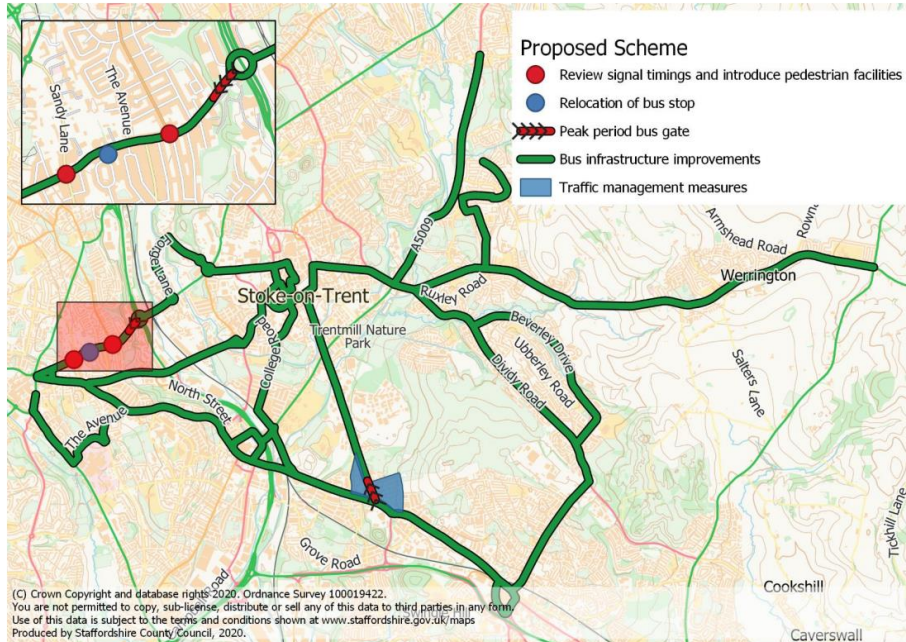 Sandy Lane
The Avenue
Proposed Scheme
Review signal timings and introduce pedestrian facilities
Relocation of bus stop
Peak period bus gate
Bus infrastructure improvements
Traffic management measures
A5009
Armshead Road
Werrington
Forge Lane
Stoke-on-Trent
Ruxley Road
Trentmill Nature
Park
Beverley Drive
Ubberley Road
Dividy Road
College Road
Salters Lane
North Street
The Avenue
Grove Road
Tickhill Lane
Cookshill
Caverswall
(C) Crown Copyright and database rights 2020. Ordnance Survey 100019422.
You are not permitted to copy, sub-license, distribute or sell any of this data to third parties in any form.
Use of this data is subject to the terms and conditions shown at www.staffordshire.gov.uk/maps
Produced by Staffordshire County Council, 2020.